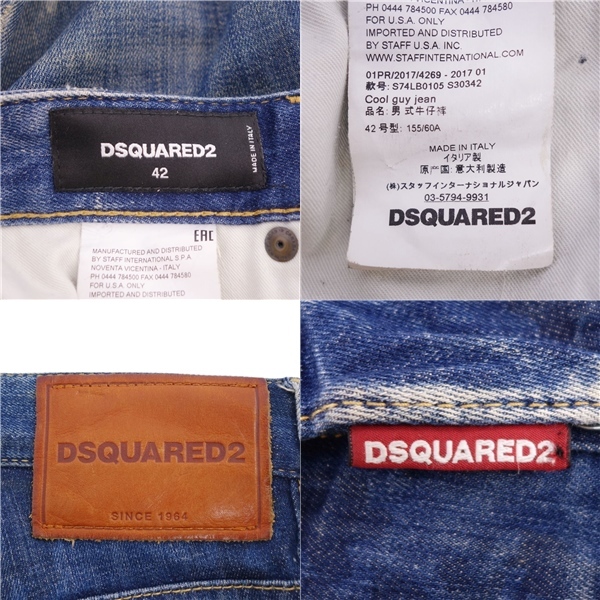 DSQUARED2
42
MADE IN ITALY
EAC
MANUFACTURED AND DISTRIBUTED
BY STAFF INTERNATIONAL S.P.A
NOVENTA VICENTINA - ITALY
PH 0444 784500 FAX 0444 784580
FOR U.S.A. ONLY
IMPORTED AND DISTRIBUTED
PH 0444 784500 FAX 0444 784580
FOR U.S.A. ONLY
IMPORTED AND DISTRIBUTED
BY STAFF U.S.A. INC
WWW.STAFFINTERNATIONAL.COM
01PR/2017/4269 - 2017 01
款号: S74LB0105 S30342
Cool guy jean
品名: 男 式 牛仔裤
42 号型: 155/60A
MADE IN ITALY
イタリア製
原产国: 意大利製造
(株)スタッフインターナショナルジャパン
03-5794-9931
DSQUARED2
DSQUARED2
SINCE 1964
DSQUARED2